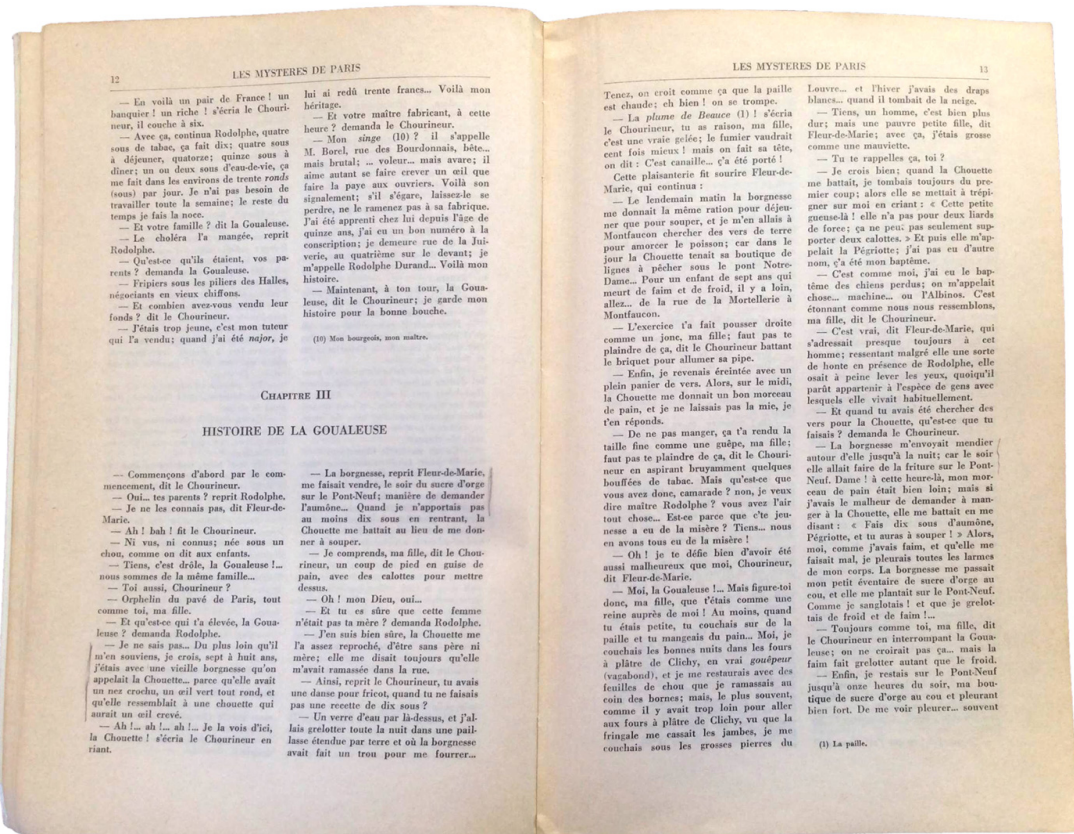 12
LES MYSTERES DE PARIS
— En voilà un pair de France ! un
banquier ! un riche ! s'écria le Chouri-
neur, il couche à six.
— Avec ça, continua Rodolphe, quatre
sous de tabac, ça fait dix; quatre sous
à déjeuner, quatorze; quinze sous à
dîner; un ou deux sous d'eau-de-vie, ça
me fait dans les environs de trente ronds
(sous) par jour. Je n'ai pas besoin de
travailler toute la semaine; le reste du
temps je fais la noce.
— Et votre famille ? dit la Goualeuse.
— Le choléra l'a mangée, reprit
Rodolphe.
— Qu'est-ce qu'ils étaient, vos pa-
rents ? demanda la Goualeuse.
— Fripiers sous les piliers des Halles,
négociants en vieux chiffons.
— Et combien avez-vous vendu leur
fonds ? dit le Chourineur.
— J'étais trop jeune, c'est mon tuteur
qui l'a vendu; quand j'ai été najor, je
lui ai redû trente francs... Voilà mon
héritage.
— Et votre maître fabricant, à cette
heure ? demanda le Chourineur.
— Mon singe (10) ? il s'appelle
M. Borel, rue des Bourdonnais, bête...
mais brutal; ... voleur... mais avare; il
aime autant se faire crever un œil que
faire la paye aux ouvriers. Voilà son
signalement; s'il s'égare, laissez-le se
perdre, ne le ramenez pas à sa fabrique.
J'ai été apprenti chez lui depuis l'âge de
quinze ans, j'ai eu un bon numéro à la
conscription; je demeure rue de la Jui-
verie, au quatrième sur le devant; je
m'appelle Rodolphe Durand... Voilà mon
histoire.
— Maintenant, à ton tour, la Goua-
leuse, dit le Chourineur; je garde mon
histoire pour la bonne bouche.
(10) Mon bourgeois, mon maître.
CHAPITRE III
HISTOIRE DE LA GOUALEUSE
— Commençons d'abord par le com-
mencement, dit le Chourineur.
— Oui... tes parents ? reprit Rodolphe.
— Je ne les connais pas, dit Fleur-de-
Marie.
— Ah ! bah ! fit le Chourineur.
— Ni vus, ni connus; née sous un
chou, comme on dit aux enfants.
— Tiens, c'est drôle, la Goualeuse !...
nous sommes de la même famille...
— Toi aussi, Chourineur ?
— Orphelin du pavé de Paris, tout
comme toi, ma fille.
— Et qu'est-ce qui t'a élevée, la Goua-
leuse ? demanda Rodolphe.
— Je ne sais pas... Du plus loin qu'il
m'en souviens, je crois, sept à huit ans,
j'étais avec une vieille borgnesse qu'on
appelait la Chouette... parce qu'elle avait
un nez crochu, un œil vert tout rond, et
qu'elle ressemblait à une chouette qui
aurait un œil crevé.
— Ah !... ah !... ah !... Je la vois d'ici,
la Chouette ! s'écria le Chourineur en
riant.
— La borgnesse, reprit Fleur-de-Marie,
me faisait vendre, le soir du sucre d'orge
sur le Pont-Neuf; manière de demander
l'aumône... Quand je n'apportais pas
au moins dix sous en rentrant, la
Chouette me battait au lieu de me don-
ner à souper.
— Je comprends, ma fille, dit le Chou-
rineur, un coup de pied en guise de
pain, avec des calottes pour mettre
dessus.
— Oh ! mon Dieu, oui...
— Et tu es sûre que cette femme
n'était pas ta mère ? demanda Rodolphe.
— J'en suis bien sûre, la Chouette me
l'a assez reproché, d'être sans père ni
mère; elle me disait toujours qu'elle
m'avait ramassée dans la rue.
— Ainsi, reprit le Chourineur, tu avais
une danse pour fricot, quand tu ne faisais
pas une recette de dix sous ?
— Un verre d'eau par là-dessus, et j'al-
lais grelotter toute la nuit dans une pail-
lasse étendue par terre et où la borgnesse
avait fait un trou pour me fourrer...
LES MYSTERES DE PARIS
13
Tenez, on croit comme ça que la paille
est chaude; eh bien ! on se trompe.
— La plume de Beauce (1) ! s'écria
le Chourineur, tu as raison, ma fille,
c'est une vraie gelée; le fumier vaudrait
cent fois mieux ! mais on fait sa tête,
on dit : C'est canaille... ç'a été porté !
Cette plaisanterie fit sourire Fleur-de-
Marie, qui continua :
— Le lendemain matin la borgnesse
me donnait la même ration pour déjeu-
ner que pour souper, et je m'en allais à
Montfaucon chercher des vers de terre
pour amorcer le poisson; car dans le
jour la Chouette tenait sa boutique de
lignes à pêcher sous le pont Notre-
Dame... Pour un enfant de sept ans qui
meurt de faim et de froid, il y a loin,
allez... de la rue de la Mortellerie à
Montfaucon.
— L'exercice t'a fait pousser droite
comme un jonc, ma fille; faut pas te
plaindre de ça, dit le Chourineur battant
le briquet pour allumer sa pipe.
— Enfin, je revenais éreintée avec un
plein panier de vers. Alors, sur le midi,
la Chouette me donnait un bon morceau
de pain, et je ne laissais pas la mie, je
t'en réponds.
— De ne pas manger, ça t'a rendu la
taille fine comme une guêpe, ma fille;
faut pas te plaindre de ça, dit le Chouri-
neur en aspirant bruyamment quelques
bouffées de tabac. Mais qu'est-ce que
vous avez donc, camarade ? non, je veux
dire maître Rodolphe ? vous avez l'air
tout chose... Est-ce parce que c'te jeu-
nesse a eu de la misère ? Tiens... nous
en avons tous eu de la misère !
— Oh ! je te défie bien d'avoir été
aussi malheureux que moi, Chourineur,
dit Fleur-de-Marie.
— Moi, la Goualeuse !... Mais figure-toi
donc, ma fille, que t'étais comme une
reine auprès de moi ! Au moins, quand
tu étais petite, tu couchais sur de la
paille et tu mangeais du pain... Moi, je
couchais les bonnes nuits dans les fours
à plâtre de Clichy, en vrai gouêpeur
(vagabond), et je me restaurais avec des
feuilles de chou que je ramassais au
coin des bornes; mais, le plus souvent,
comme il y avait trop loin pour aller
aux fours à plâtre de Clichy, vu que la
fringale me cassait les jambes, je me
couchais sous les grosses pierres du
Louvre... et l'hiver j'avais des draps
blancs... quand il tombait de la neige.
— Tiens, un homme, c'est bien plus
dur; mais une pauvre petite fille, dit
Fleur-de-Marie; avec ça, j'étais grosse
comme une mauviette.
— Tu te rappelles ça, toi ?
— Je crois bien; quand la Chouette
me battait, je tombais toujours du pre-
mier coup; alors elle se mettait à trépi-
gner sur moi en criant : « Cette petite
gueuse-là ! elle n'a pas pour deux liards
de force; ça ne peut pas seulement sup-
porter deux calottes. » Et puis elle m'ap-
pelait la Pégriotte; j'ai pas eu d'autre
nom, ç'a été mon baptême.
— C'est comme moi, j'ai eu le bap-
tême des chiens perdus; on m'appelait
chose... machine... ou l'Albinos. C'est
étonnant comme nous nous ressemblons,
ma fille, dit le Chourineur.
— C'est vrai, dit Fleur-de-Marie, qui
s'adressait presque toujours à cet
homme; ressentant malgré elle une sorte
de honte en présence de Rodolphe, elle
osait à peine lever les yeux, quoiqu'il
parût appartenir à l'espèce de gens avec
lesquels elle vivait habituellement.
— Et quand tu avais été chercher des
vers pour la Chouette, qu'est-ce que tu
faisais ? demanda le Chourineur.
— La borgnesse m'envoyait mendier
autour d'elle jusqu'à la nuit; car le soir
elle allait faire de la friture sur le Pont-
Neuf. Dame ! à cette heure-là, mon mor-
ceau de pain était bien loin; mais si
j'avais le malheur de demander à man-
ger à la Chouette, elle me battait en me
disant : « Fais dix sous d'aumône,
Pégriotte, et tu auras à souper ! » Alors,
moi, comme j'avais faim, et qu'elle me
faisait mal, je pleurais toutes les larmes
de mon corps. La borgnesse me passait
mon petit éventaire de sucre d'orge au
cou, et elle me plantait sur le Pont-Neuf.
Comme je sanglotais ! et que je grelot-
tais de froid et de faim !...
— Toujours comme toi, ma fille, dit
le Chourineur en interrompant la Goua-
leuse; on ne croirait pas ça... mais la
faim fait grelotter autant que le froid.
— Enfin, je restais sur le Pont-Neuf
jusqu'à onze heures du soir, ma bou-
tique de sucre d'orge au cou et pleurant
bien fort. De me voir pleurer... souvent
(1) La paille.